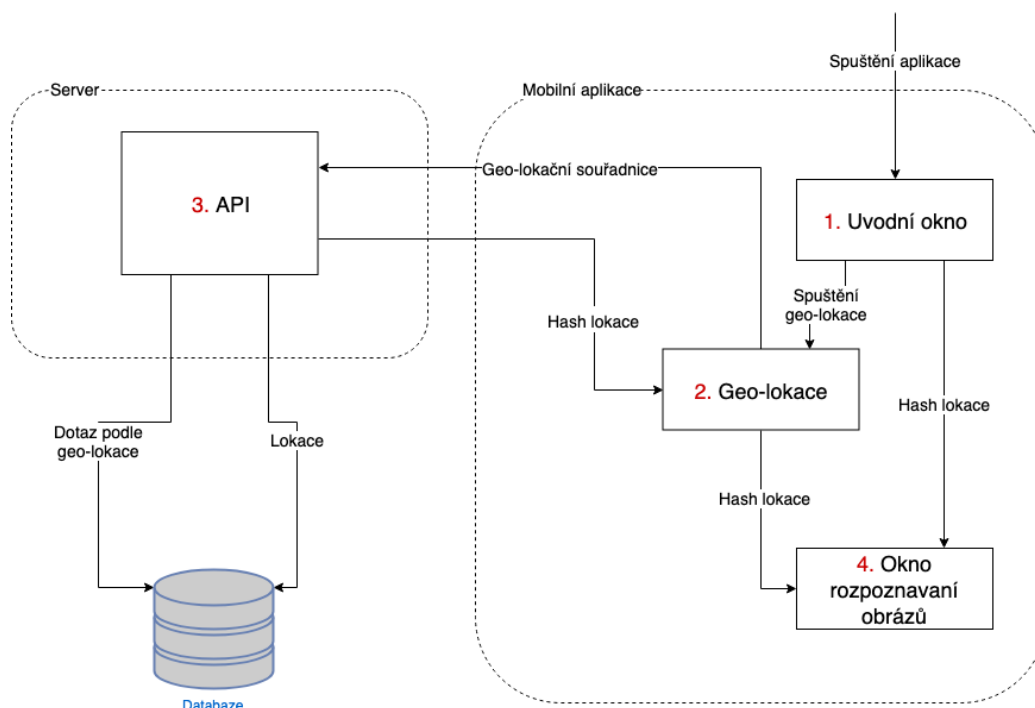 Spuštění aplikace
Server
Mobilní aplikace
Geo-lokační souřadnice
3. API
1. Uvodní okno
Spuštění
geo-lokace
Hash lokace
2. Geo-lokace
Hash lokace
Dotaz podle
geo-lokace
Lokace
Hash lokace
4. Okno
rozpoznavaní
obrázů
Databaze